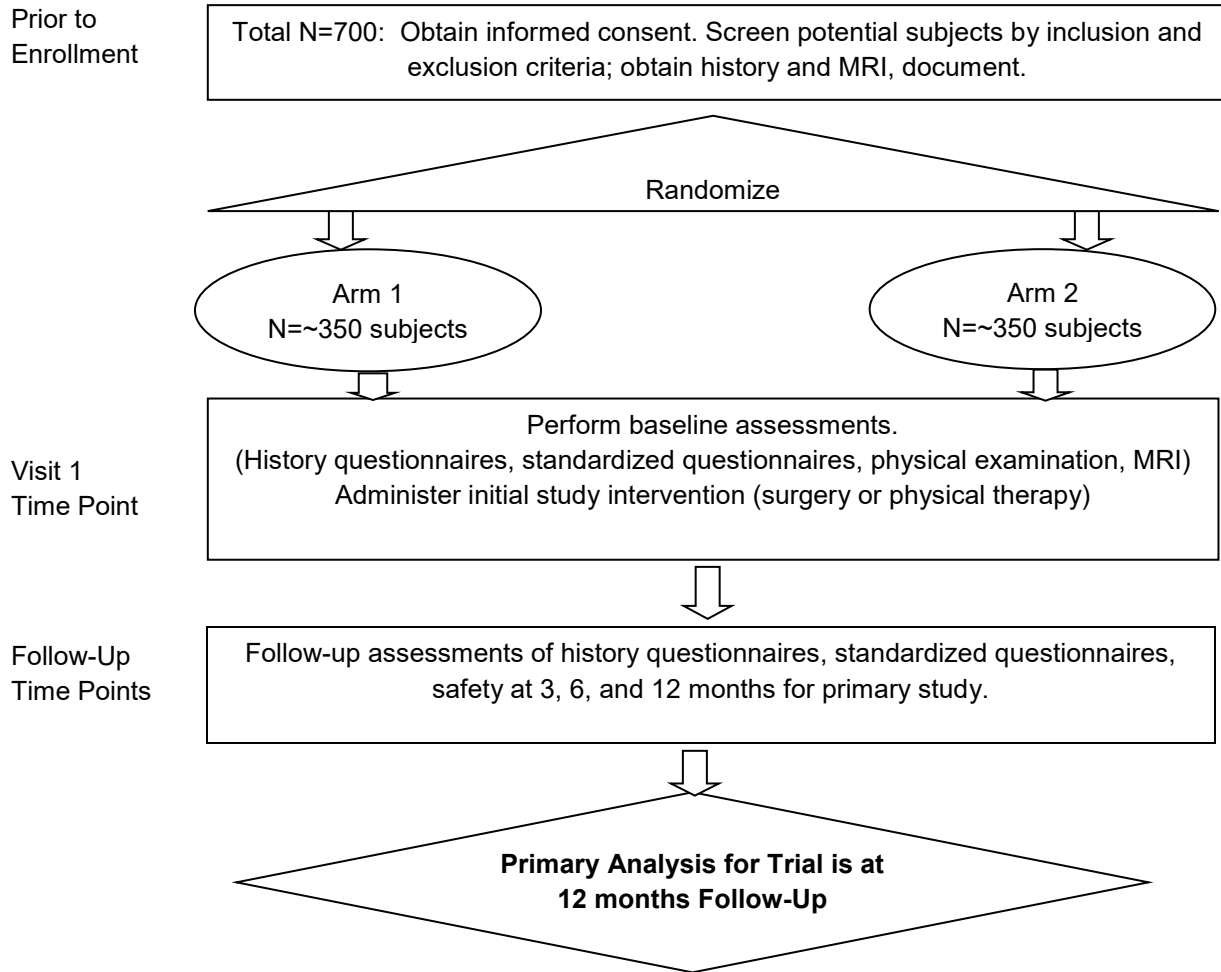 Prior to
Enrollment
Total N=700:  Obtain informed consent. Screen potential subjects by inclusion and
exclusion criteria; obtain history and MRI, document.
Randomize
Arm 1
N=~350 subjects
Arm 2
N=~350 subjects
Visit 1
Time Point
Perform baseline assessments.
(History questionnaires, standardized questionnaires, physical examination, MRI)
Administer initial study intervention (surgery or physical therapy)
Follow-Up
Time Points
Follow-up assessments of history questionnaires, standardized questionnaires,
safety at 3, 6, and 12 months for primary study.
Primary Analysis for Trial is at
12 months Follow-Up